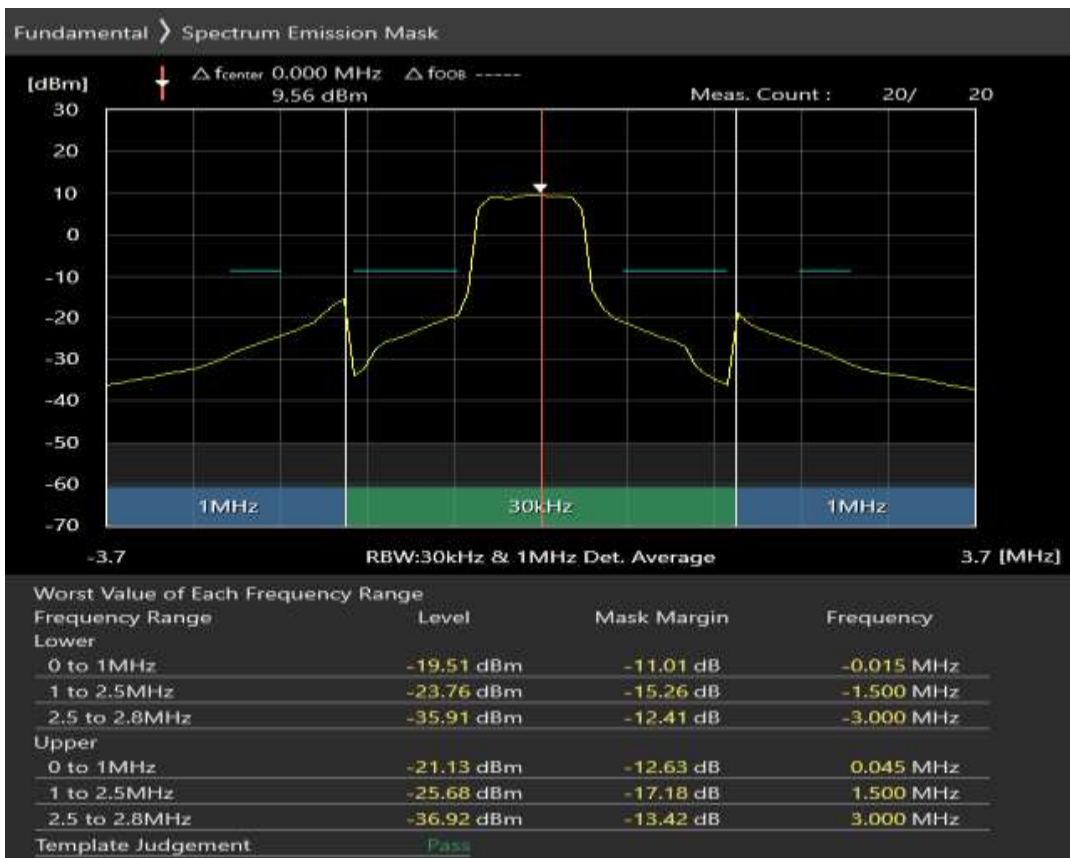 Fundamental ❯ Spectrum Emission Mask
[dBm] △ fcenter 0.000 MHz △ fOOB -----
9.56 dBm Meas. Count : 20/ 20
30
20
10
0
-10
-20
-30
-40
-50
-60
1MHz 30kHz 1MHz
-70
-3.7 RBW:30kHz & 1MHz Det. Average 3.7 [MHz]
Worst Value of Each Frequency Range
Frequency Range Level Mask Margin Frequency
Lower
0 to 1MHz -19.51 dBm -11.01 dB -0.015 MHz
1 to 2.5MHz -23.76 dBm -15.26 dB -1.500 MHz
2.5 to 2.8MHz -35.91 dBm -12.41 dB -3.000 MHz
Upper
0 to 1MHz -21.13 dBm -12.63 dB 0.045 MHz
1 to 2.5MHz -25.68 dBm -17.18 dB 1.500 MHz
2.5 to 2.8MHz -36.92 dBm -13.42 dB 3.000 MHz
Template Judgement Pass